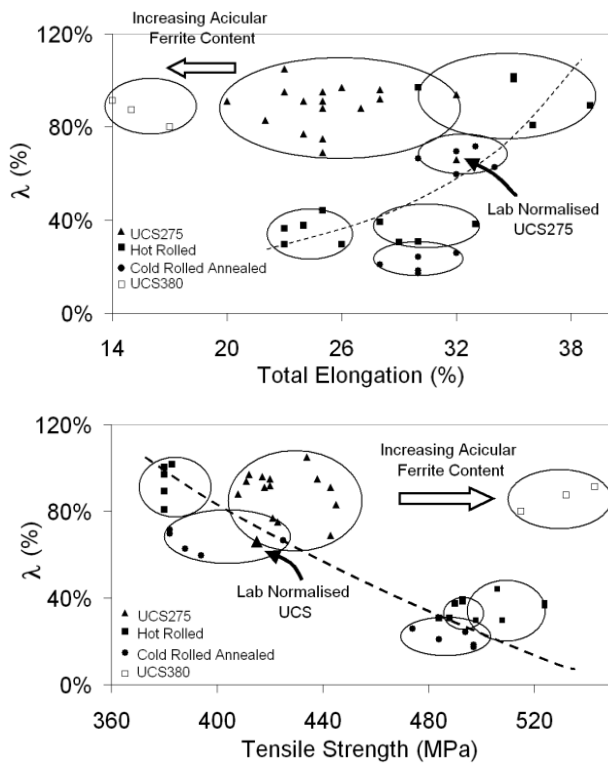 Increasing Acicular
Ferrite Content
120%
80%
40%
0%
λ (%)
Lab Normalised
UCS275
UCS275
Hot Rolled
Cold Rolled Annealed
UCS380
14 20 26 32 38
Total Elongation (%)
120%
80%
40%
0%
λ (%)
Increasing Acicular
Ferrite Content
Lab Normalised
UCS
UCS275
Hot Rolled
Cold Rolled Annealed
UCS380
360 400 440 480 520
Tensile Strength (MPa)